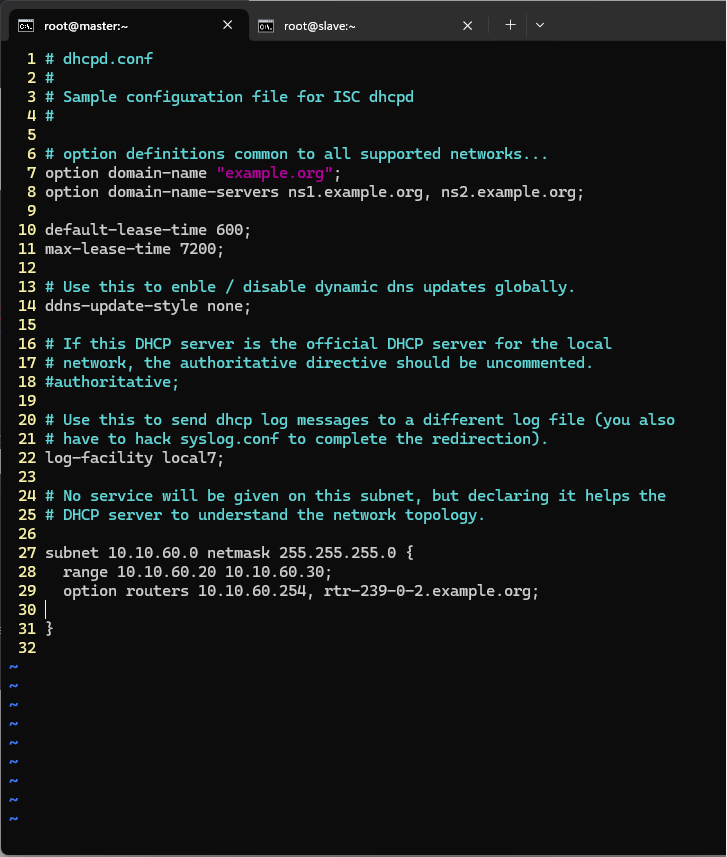 root@master:~
root@slave:~
1 # dhcpd.conf
2 #
3 # Sample configuration file for ISC dhcpd
4 #
5
6 # option definitions common to all supported networks...
7 option domain-name "example.org";
8 option domain-name-servers ns1.example.org, ns2.example.org;
9
10 default-lease-time 600;
11 max-lease-time 7200;
12
13 # Use this to enble / disable dynamic dns updates globally.
14 ddns-update-style none;
15
16 # If this DHCP server is the official DHCP server for the local
17 # network, the authoritative directive should be uncommented.
18 #authoritative;
19
20 # Use this to send dhcp log messages to a different log file (you also
21 # have to hack syslog.conf to complete the redirection).
22 log-facility local7;
23
24 # No service will be given on this subnet, but declaring it helps the
25 # DHCP server to understand the network topology.
26
27 subnet 10.10.60.0 netmask 255.255.255.0 {
28   range 10.10.60.20 10.10.60.30;
29   option routers 10.10.60.254, rtr-239-0-2.example.org;
30
31 }
32
~
~
~
~
~
~
~
~
~